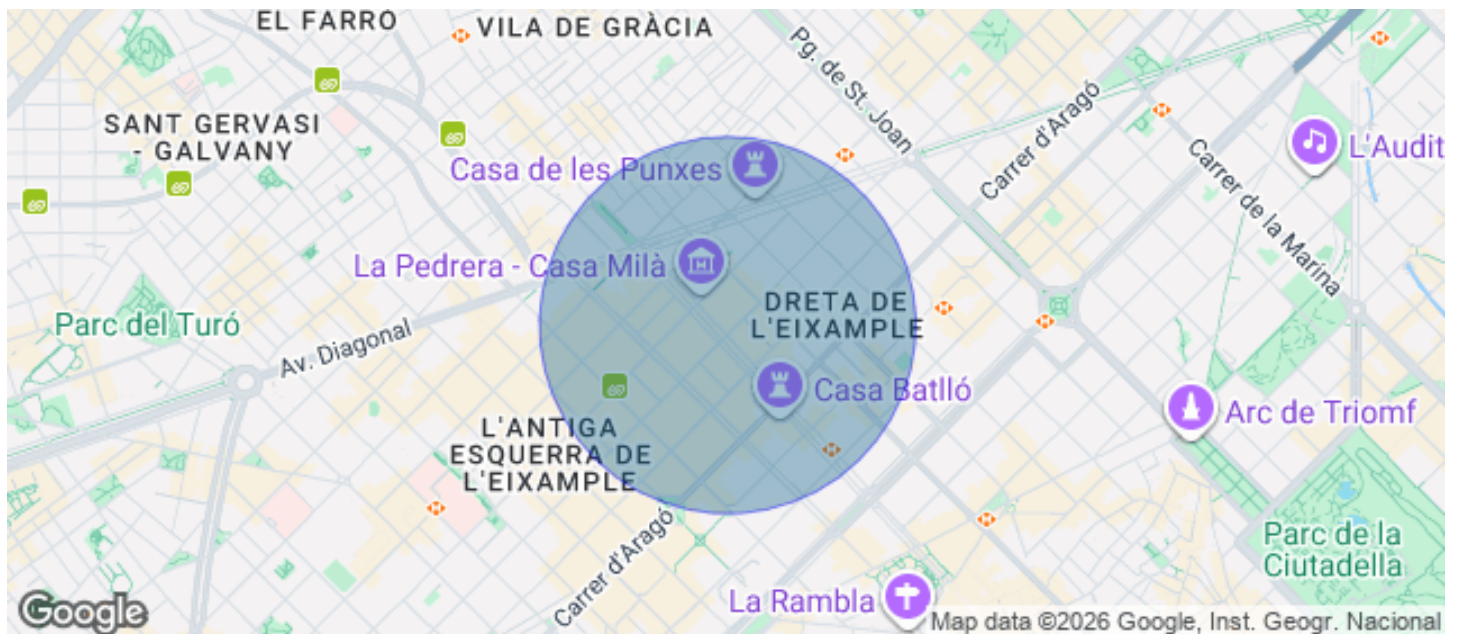 EL FARRÓ
VILA DE GRÀCIA
Pg. de St. Joan
SANT GERVASI
- GALVANY
Casa de les Punxes
Carrer d'Aragó
L'Audit
Carrer de la Marina
La Pedrera - Casa Milà
DRETA DE
L'EIXAMPLE
Parc del Turó
Av. Diagonal
Casa Batlló
Arc de Triomf
L'ANTIGA
ESQUERRA DE
L'EIXAMPLE
Carrer d'Aragó
Parc de la
Ciutadella
La Rambla
Google
Map data ©2026 Google, Inst. Geogr. Nacional